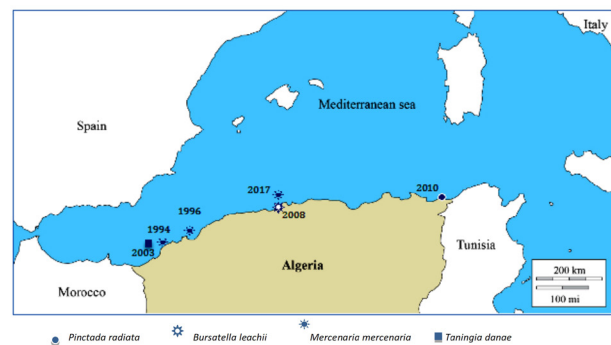 Italy
Mediterranean sea
Spain
2017
2010
1996
1994
2008
2003
Tunisia
Algeria
Morocco
200 km
100 mi
Pinctada radiata Bursatella leachii Mercenaria mercenaria Taningia danae